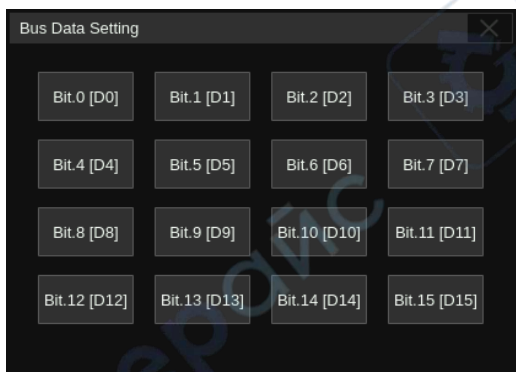 Bus Data Setting
Bit.0 [D0] Bit.1 [D1] Bit.2 [D2] Bit.3 [D3]
Bit.4 [D4] Bit.5 [D5] Bit.6 [D6] Bit.7 [D7]
Bit.8 [D8] Bit.9 [D9] Bit.10 [D10] Bit.11 [D11]
Bit.12 [D12] Bit.13 [D13] Bit.14 [D14] Bit.15 [D15]
ерайс